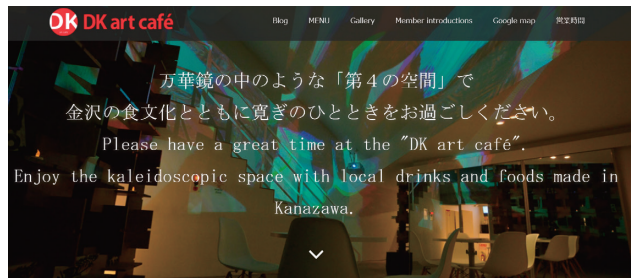 DK DK art café
Blog MENU Gallery Member introductions Google map 営業時間
万華鏡の中のような「第４の空間」で
金沢の食文化とともに寛ぎのひとときをお過ごしください。
Please have a great time at the "DK art café".
Enjoy the kaleidoscopic space with local drinks and foods made in
Kanazawa.